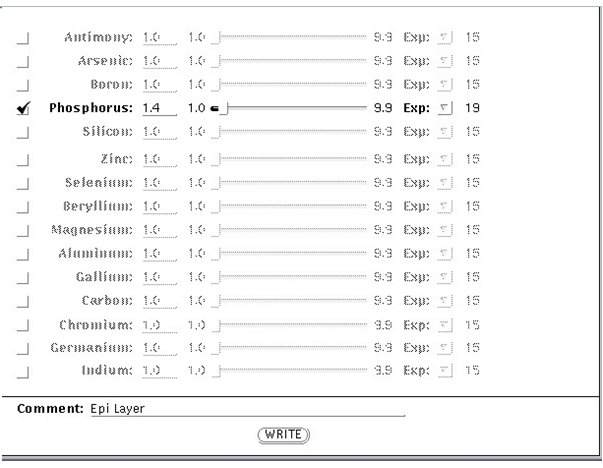 Antimony: 1.0 1.0 9.9 Exp: 15
Arsenic: 1.0 1.0 9.9 Exp: 15
Boron: 1.0 1.0 9.9 Exp: 15
Phosphorus: 1.4 1.0 9.9 Exp: 19
Silicon: 1.0 1.0 9.9 Exp: 15
Zinc: 1.0 1.0 9.9 Exp: 15
Selenium: 1.0 1.0 9.9 Exp: 15
Beryllium: 1.0 1.0 9.9 Exp: 15
Magnesium: 1.0 1.0 9.9 Exp: 15
Aluminum: 1.0 1.0 9.9 Exp: 15
Gallium: 1.0 1.0 9.9 Exp: 15
Carbon: 1.0 1.0 9.9 Exp: 15
Chromium: 1.0 1.0 9.9 Exp: 15
Germanium: 1.0 1.0 9.9 Exp: 15
Indium: 1.0 1.0 9.9 Exp: 15
Comment: Epi Layer
WRITE